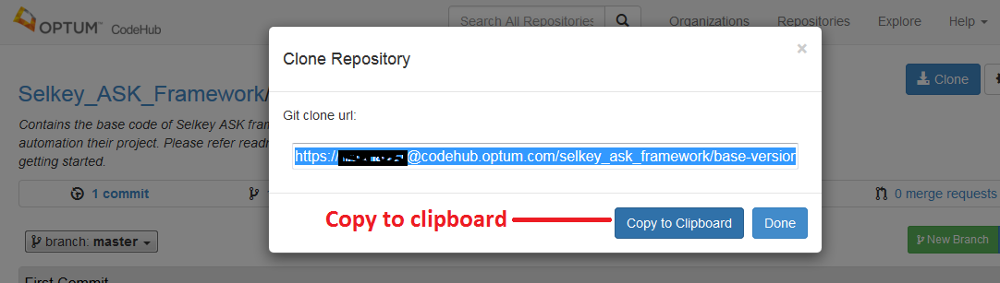 OPTUM™ CodeHub
Search All Repositories
Organizations
Repositories
Explore
Help
Clone Repository
×
Selkey_ASK_Framework/
Clone
Contains the base code of Selkey ASK fram
automation their project. Please refer readm
getting started.
Git clone url:
https://
@codehub.optum.com/selkey_ask_framework/base-version
1 commit
0 merge requests
Copy to clipboard
Copy to Clipboard
Done
branch: master
New Branch
First Commit